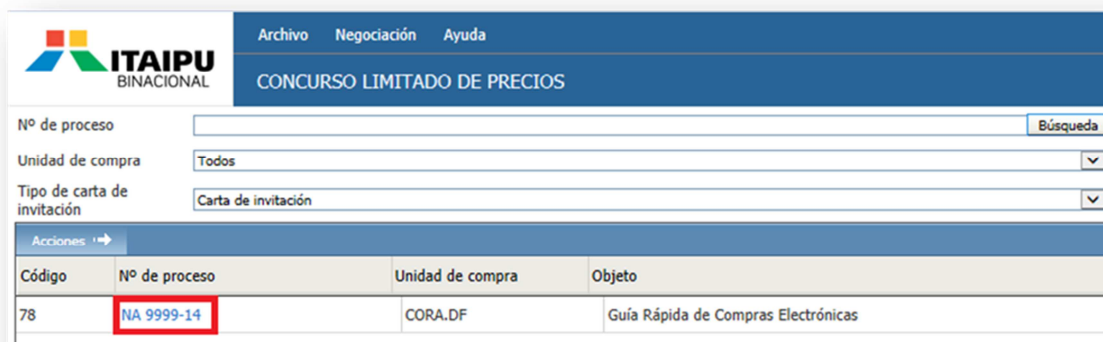 Archivo Negociación Ayuda
ITAIPU
BINACIONAL
CONCURSO LIMITADO DE PRECIOS
Nº de proceso Búsqueda
Unidad de compra Todos
Tipo de carta de
invitación Carta de invitación
Acciones
Código Nº de proceso Unidad de compra Objeto
78 NA 9999-14 CORA.DF Guía Rápida de Compras Electrónicas